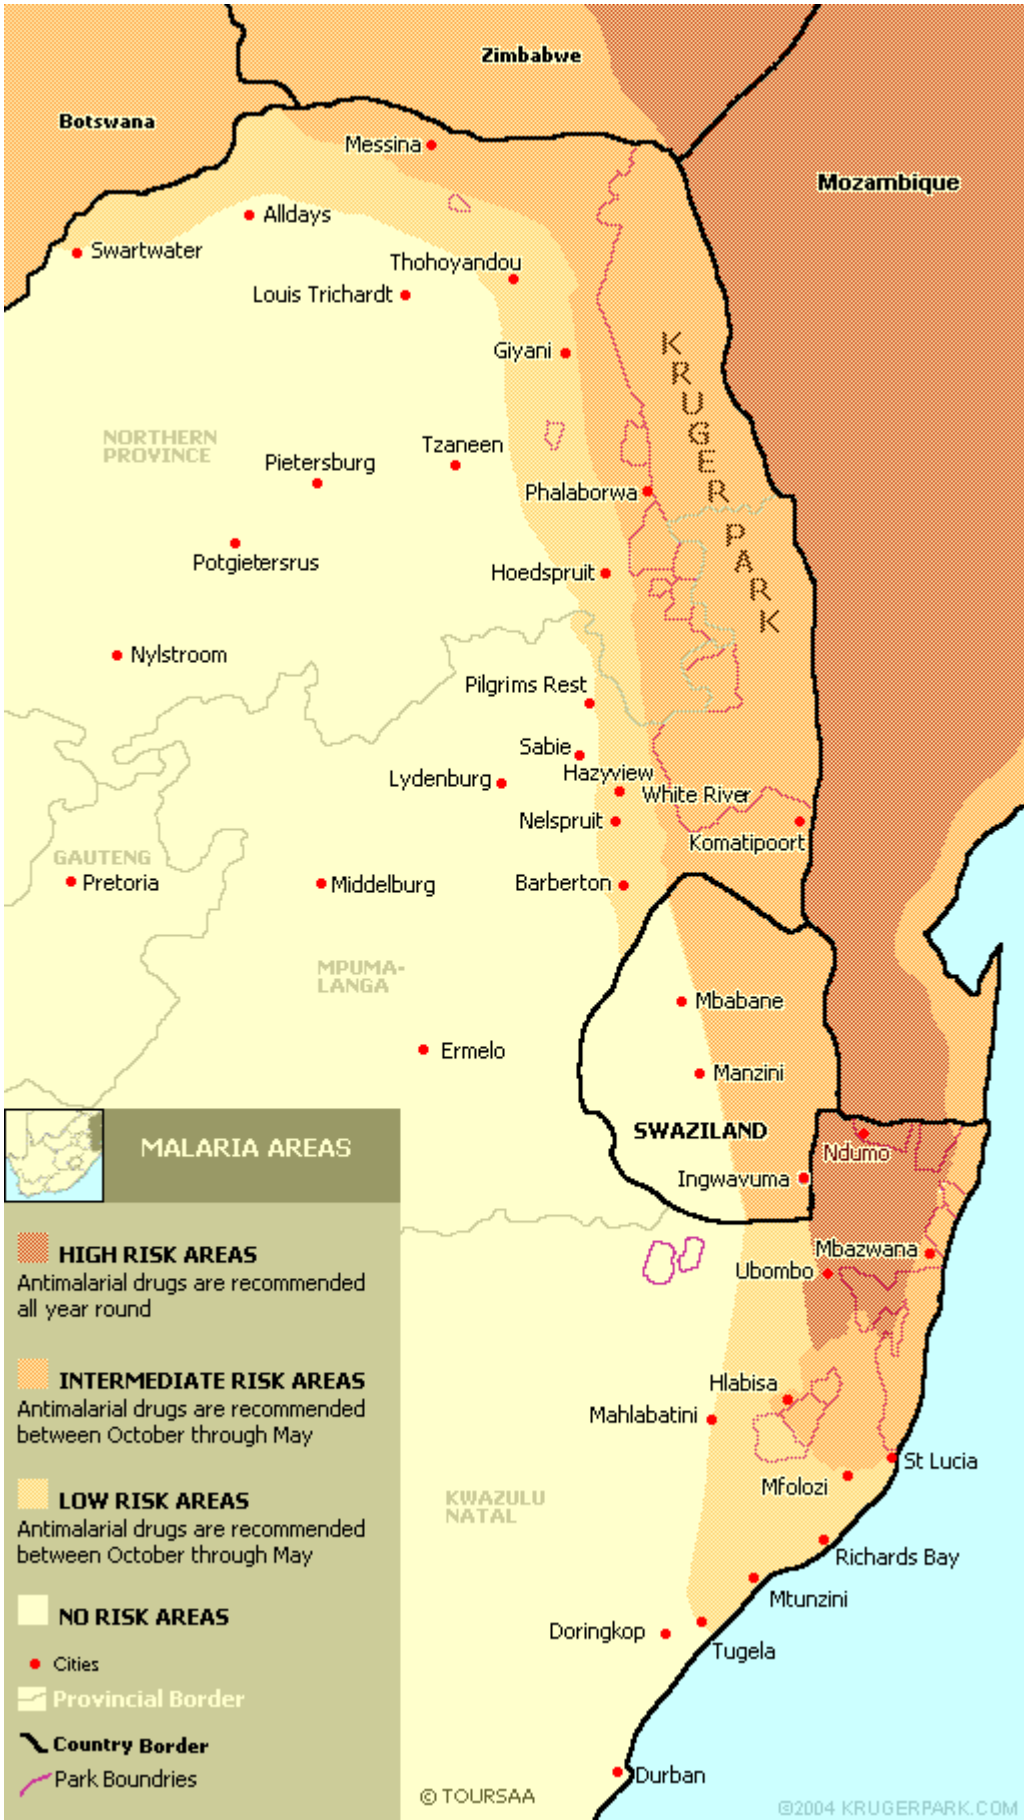 Zimbabwe
Botswana
Messina
Mozambique
Alldays
Swartwater
Thohoyandou
Louis Trichardt
Giyani
KRUGER PARK
NORTHERN
PROVINCE
Tzaneen
Pietersburg
Phalaborwa
Potgietersrus
Hoedspruit
Nylstroom
Pilgrims Rest
Sabie
Hazyview
Lydenburg
White River
Nelspruit
Komatipoort
GAUTENG
Pretoria
Middelburg
Barberton
MPUMA-
LANGA
Mbabane
Ermelo
Manzini
SWAZILAND
Ndumo
Ingwavuma
Mbazwana
Ubombo
Hlabisa
Mahlabatini
St Lucia
Mfolozi
KWAZULU
NATAL
Richards Bay
Mtunzini
Doringkop
Tugela
Durban
MALARIA AREAS
HIGH RISK AREAS
Antimalarial drugs are recommended
all year round
INTERMEDIATE RISK AREAS
Antimalarial drugs are recommended
between October through May
LOW RISK AREAS
Antimalarial drugs are recommended
between October through May
NO RISK AREAS
Cities
Provincial Border
Country Border
Park Boundries
© TOURSAA
©2004 KRUGERPARK.COM